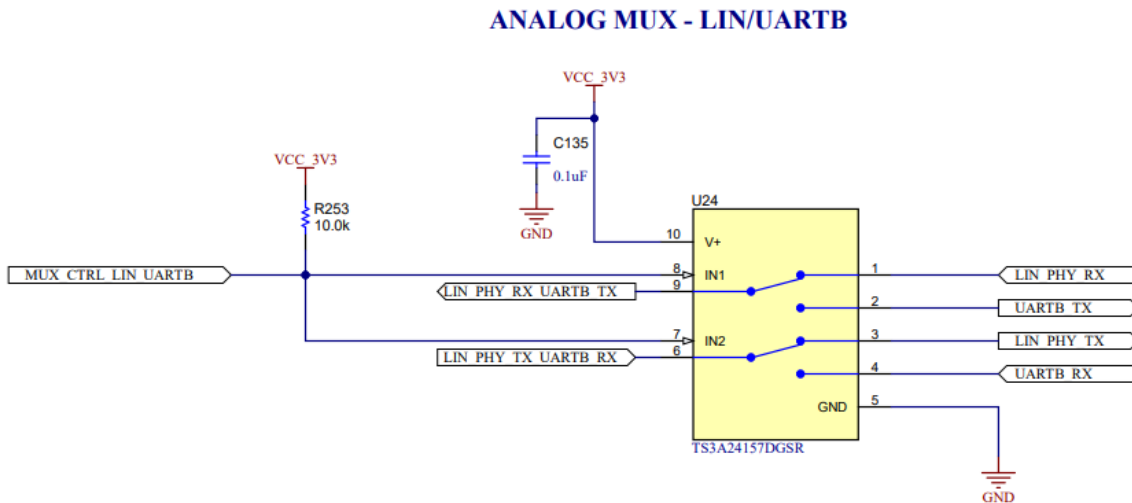 ANALOG MUX - LIN/UARTB
VCC_3V3
C135
0.1uF
GND
VCC_3V3
R253
10.0k
MUX_CTRL_LIN_UARTB
U24
10 V+
8 IN1 1 LIN_PHY_RX
LIN_PHY_RX_UARTB_TX 9
2 UARTB_TX
7 IN2 3 LIN_PHY_TX
LIN_PHY_TX_UARTB_RX 6
4 UARTB_RX
GND 5
TS3A24157DGSR
GND